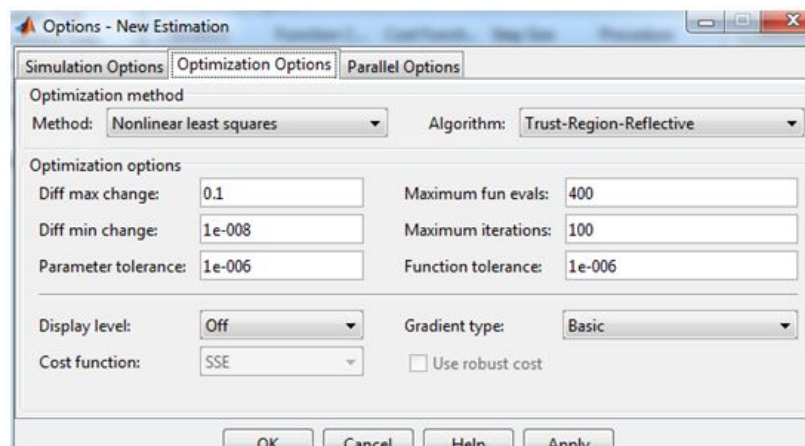 Options - New Estimation
Simulation Options Optimization Options Parallel Options
Optimization method
Method: Nonlinear least squares Algorithm: Trust-Region-Reflective
Optimization options
Diff max change: 0.1 Maximum fun evals: 400
Diff min change: 1e-008 Maximum iterations: 100
Parameter tolerance: 1e-006 Function tolerance: 1e-006
Display level: Off Gradient type: Basic
Cost function: SSE Use robust cost
OK Cancel Help Apply